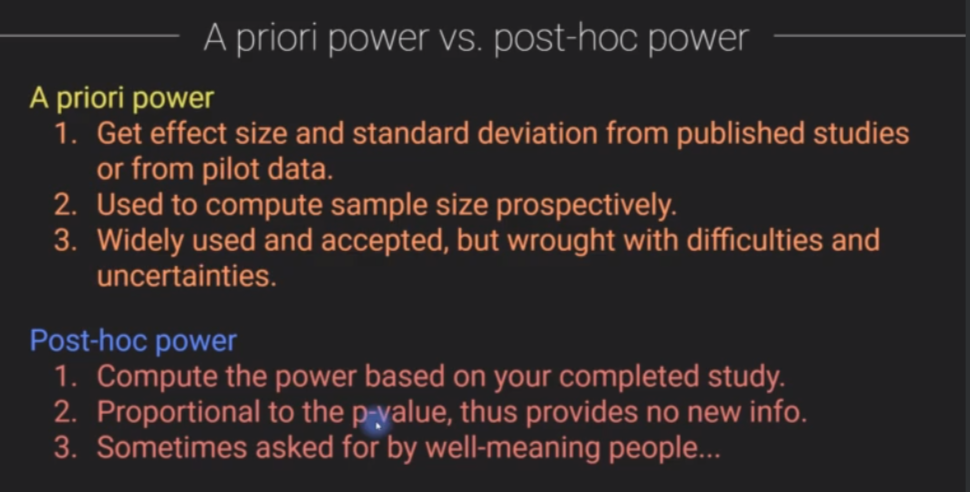 A priori power vs. post-hoc power
A priori power
1. Get effect size and standard deviation from published studies
or from pilot data.
2. Used to compute sample size prospectively.
3. Widely used and accepted, but wrought with difficulties and
uncertainties.
Post-hoc power
1. Compute the power based on your completed study.
2. Proportional to the p-value, thus provides no new info.
3. Sometimes asked for by well-meaning people...